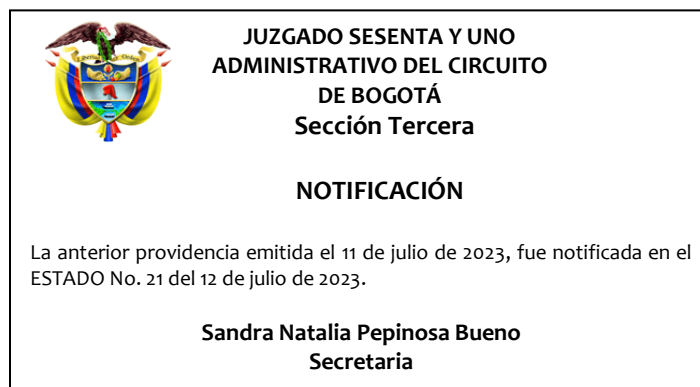 JUZGADO SESENTA Y UNO
ADMINISTRATIVO DEL CIRCUITO
DE BOGOTÁ
Sección Tercera
NOTIFICACIÓN
La anterior providencia emitida el 11 de julio de 2023, fue notificada en el
ESTADO No. 21 del 12 de julio de 2023.
Sandra Natalia Pepinosa Bueno
Secretaria